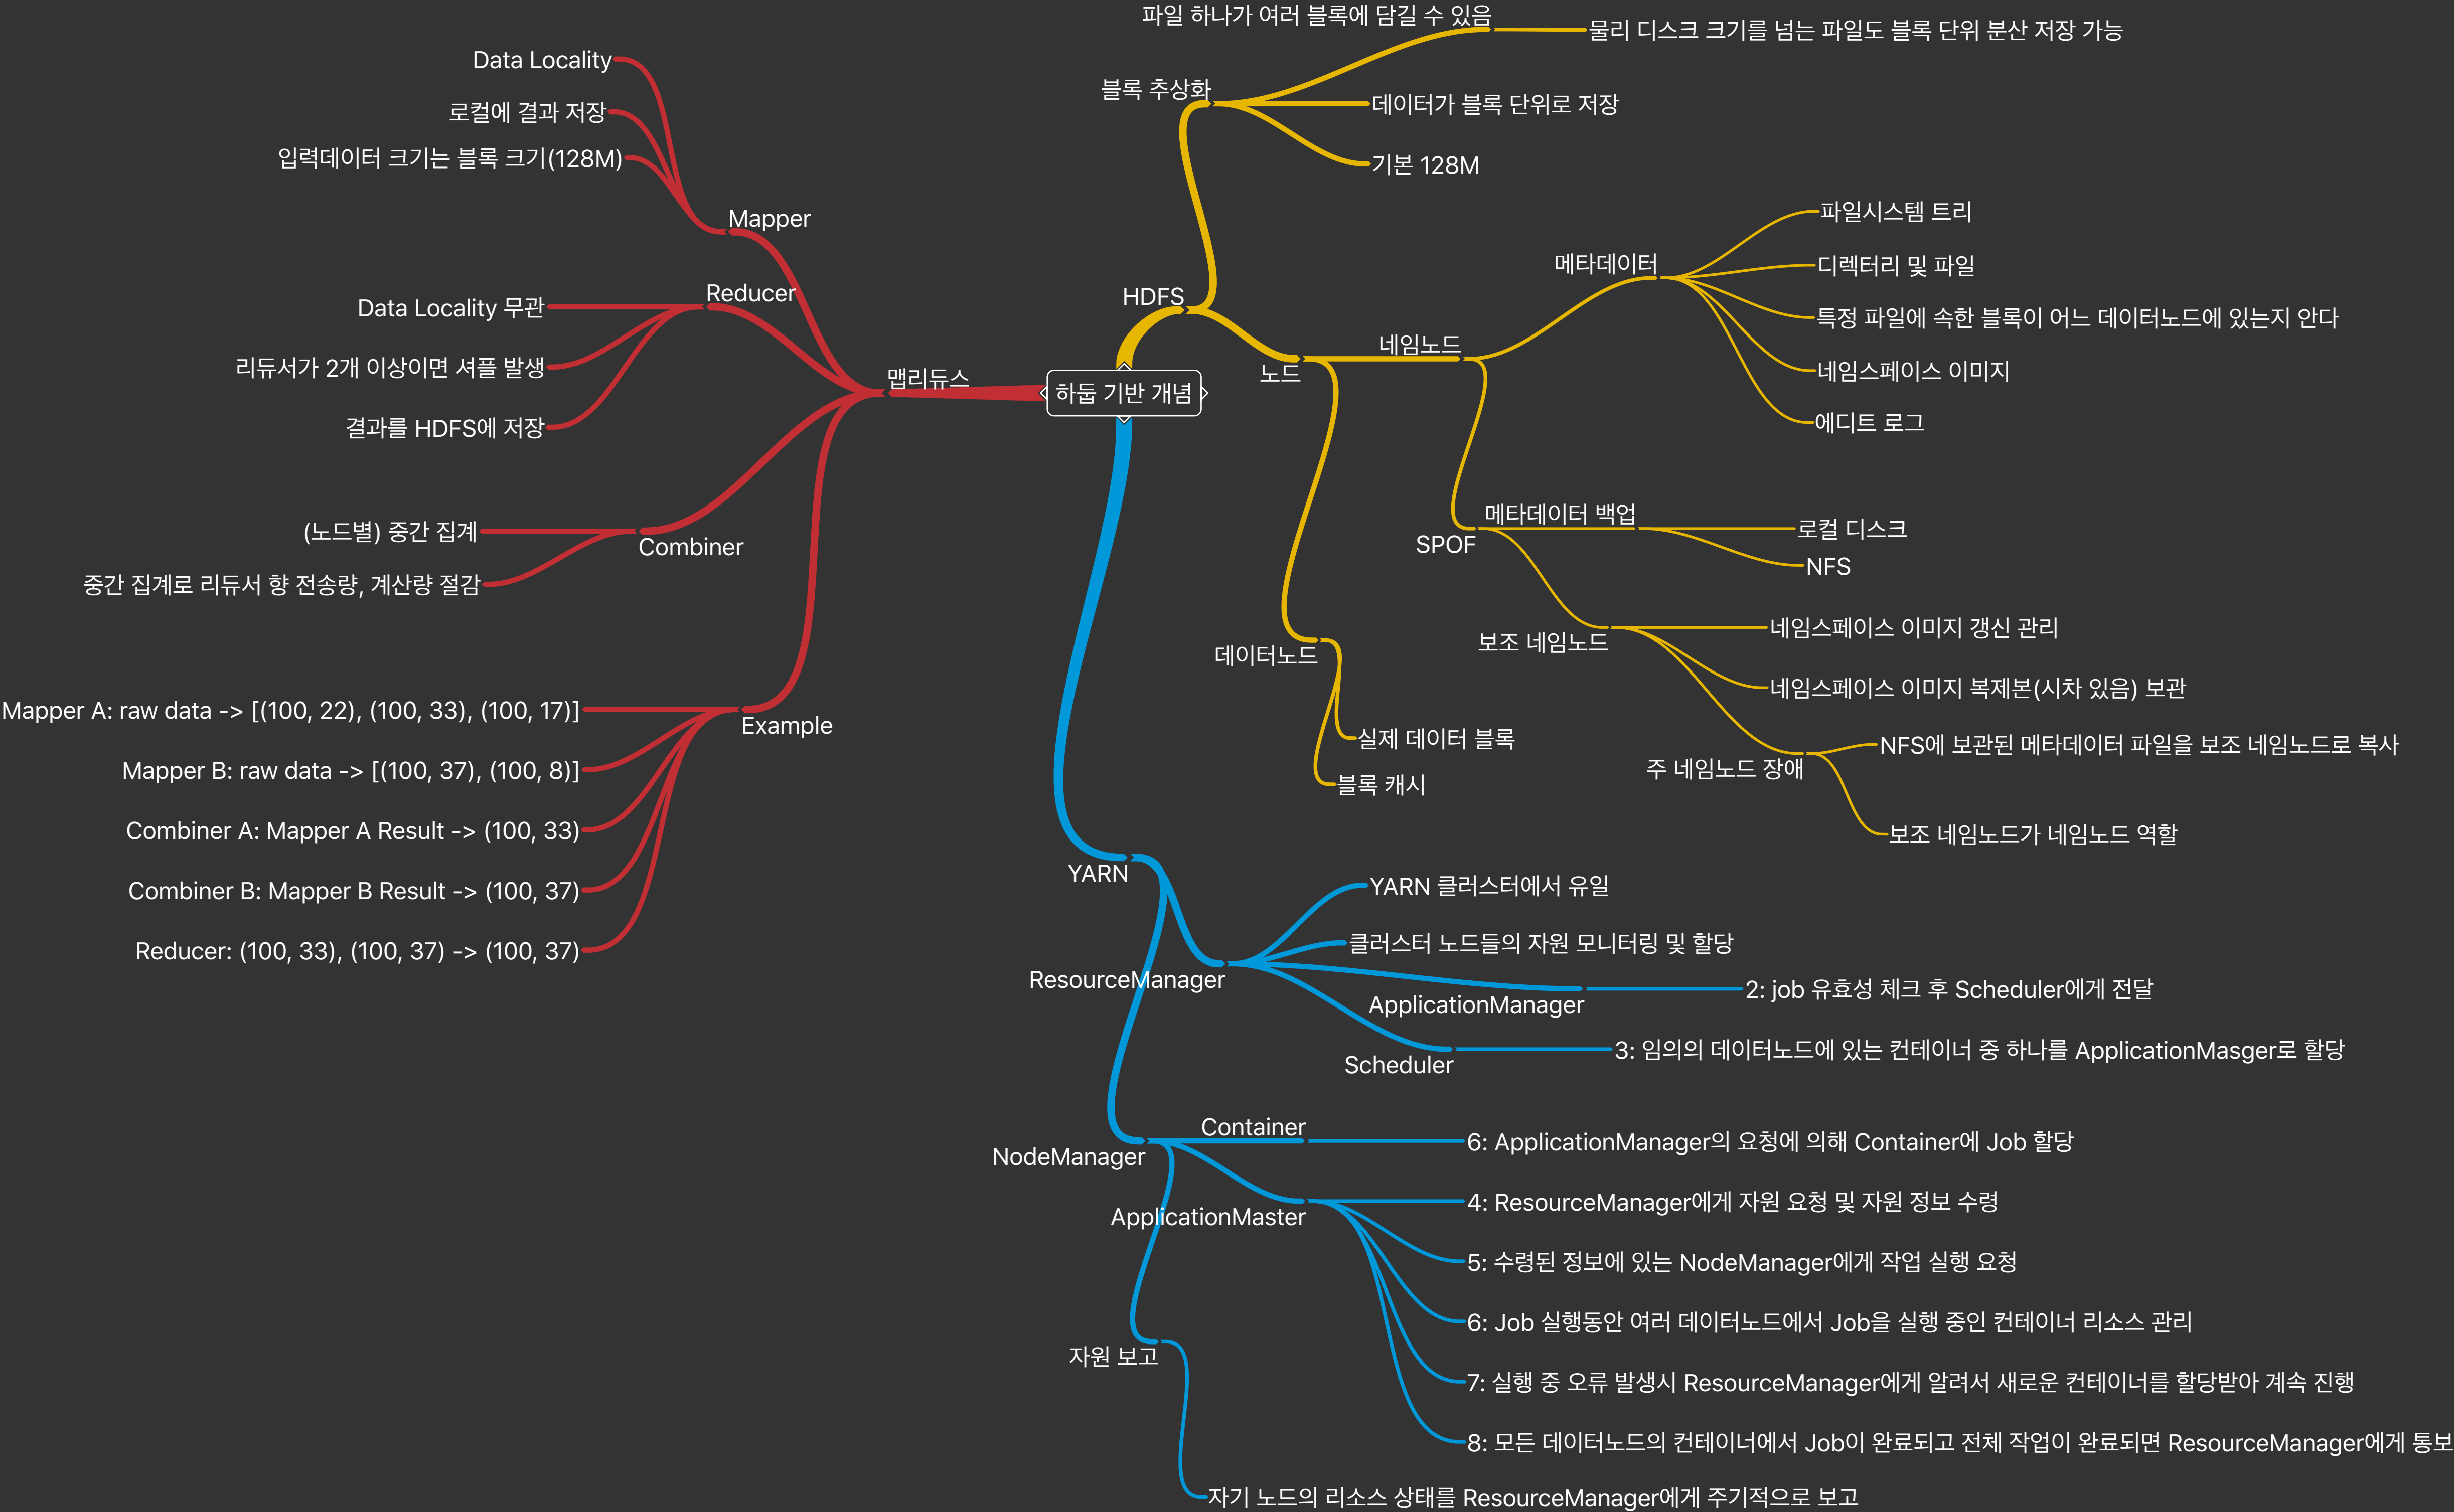 하둡 기반 개념
맵리듀스
Mapper
Data Locality
로컬에 결과 저장
입력데이터 크기는 블록 크기(128M)
Reducer
Data Locality 무관
리듀서가 2개 이상이면 셔플 발생
결과를 HDFS에 저장
Combiner
(노드별) 중간 집계
중간 집계로 리듀서 향 전송량, 계산량 절감
Example
Mapper A: raw data -> [(100, 22), (100, 33), (100, 17)]
Mapper B: raw data -> [(100, 37), (100, 8)]
Combiner A: Mapper A Result -> (100, 33)
Combiner B: Mapper B Result -> (100, 37)
Reducer: (100, 33), (100, 37) -> (100, 37)
HDFS
블록 추상화
파일 하나가 여러 블록에 담길 수 있음
물리 디스크 크기를 넘는 파일도 블록 단위 분산 저장 가능
데이터가 블록 단위로 저장
기본 128M
노드
네임노드
메타데이터
파일시스템 트리
디렉터리 및 파일
특정 파일에 속한 블록이 어느 데이터노드에 있는지 안다
네임스페이스 이미지
에디트 로그
SPOF
메타데이터 백업
로컬 디스크
NFS
보조 네임노드
네임스페이스 이미지 갱신 관리
네임스페이스 이미지 복제본(시차 있음) 보관
주 네임노드 장애
NFS에 보관된 메타데이터 파일을 보조 네임노드로 복사
보조 네임노드가 네임노드 역할
데이터노드
실제 데이터 블록
블록 캐시
YARN
ResourceManager
YARN 클러스터에서 유일
클러스터 노드들의 자원 모니터링 및 할당
ApplicationManager
2: job 유효성 체크 후 Scheduler에게 전달
Scheduler
3: 임의의 데이터노드에 있는 컨테이너 중 하나를 ApplicationMasger로 할당
NodeManager
Container
6: ApplicationManager의 요청에 의해 Container에 Job 할당
ApplicationMaster
4: ResourceManager에게 자원 요청 및 자원 정보 수령
5: 수령된 정보에 있는 NodeManager에게 작업 실행 요청
6: Job 실행동안 여러 데이터노드에서 Job을 실행 중인 컨테이너 리소스 관리
7: 실행 중 오류 발생시 ResourceManager에게 알려서 새로운 컨테이너를 할당받아 계속 진행
8: 모든 데이터노드의 컨테이너에서 Job이 완료되고 전체 작업이 완료되면 ResourceManager에게 통보
자원 보고
자기 노드의 리소스 상태를 ResourceManager에게 주기적으로 보고